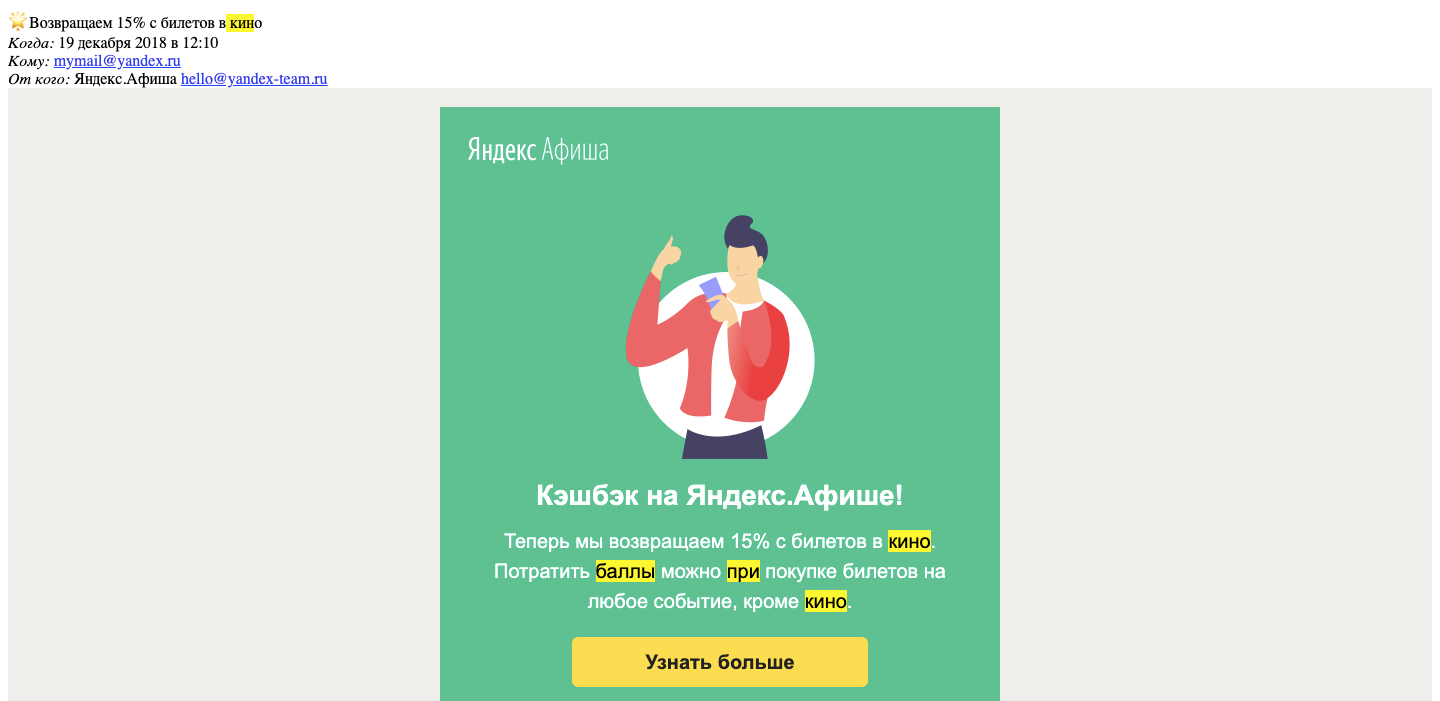 🌟Возвращаем 15% с билетов в кино
Когда: 19 декабря 2018 в 12:10
Кому: mymail@yandex.ru
От кого: Яндекс.Афиша hello@yandex-team.ru
Яндекс Афиша
Кэшбэк на Яндекс.Афише!
Теперь мы возвращаем 15% с билетов в кино.
Потратить баллы можно при покупке билетов на
любое событие, кроме кино.
Узнать больше